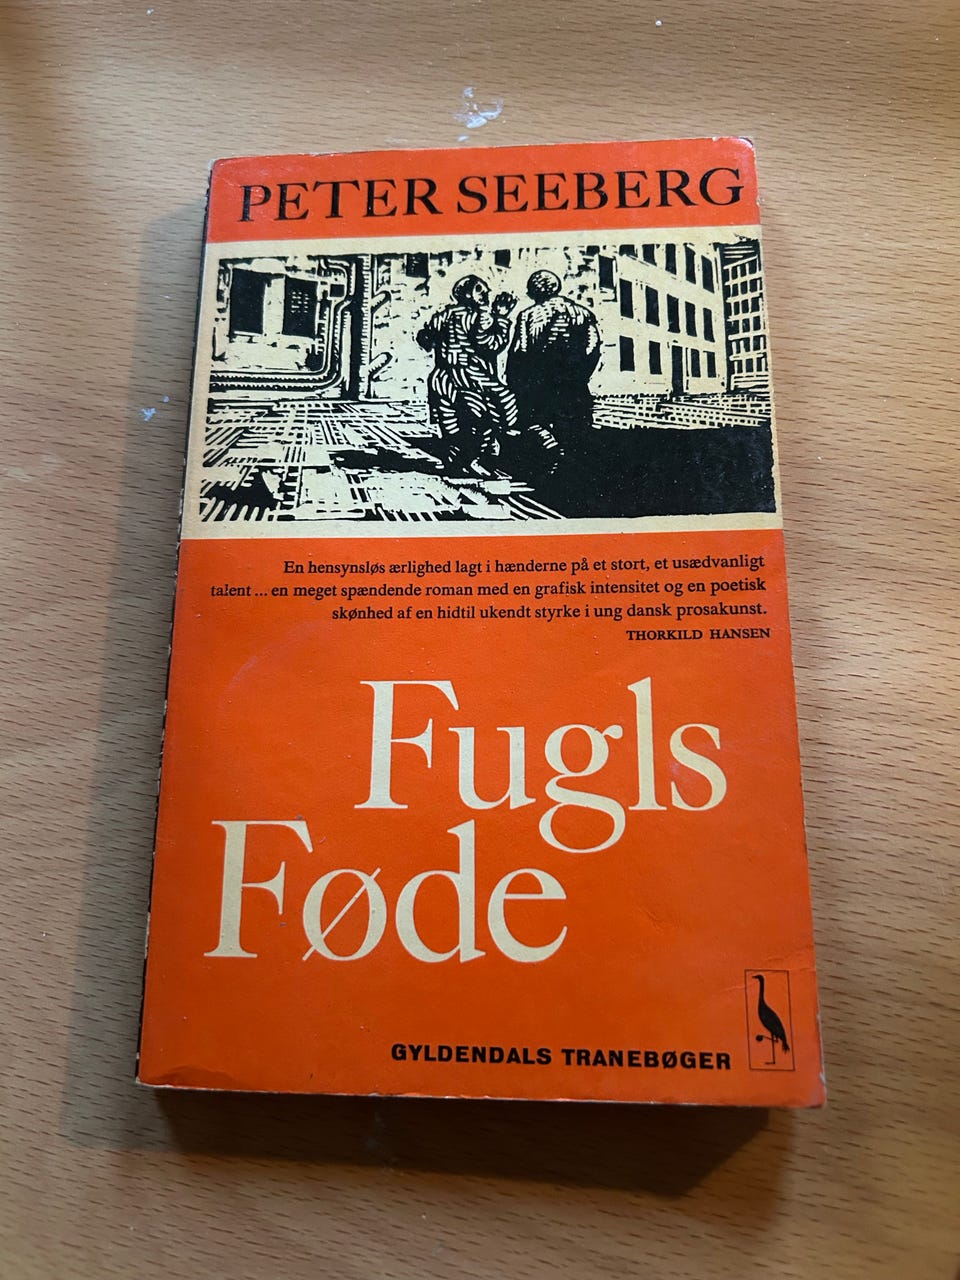 PETER SEEBERG
En hensynsløs ærlighed lagt i hænderne på et stort, et usædvanligt
talent ... en meget spændende roman med en grafisk intensitet og en poetisk
skønhed af en hidtil ukendt styrke i ung dansk prosakunst.
THORKILD HANSEN
Fugls
Føde
GYLDENDALS TRANEBØGER